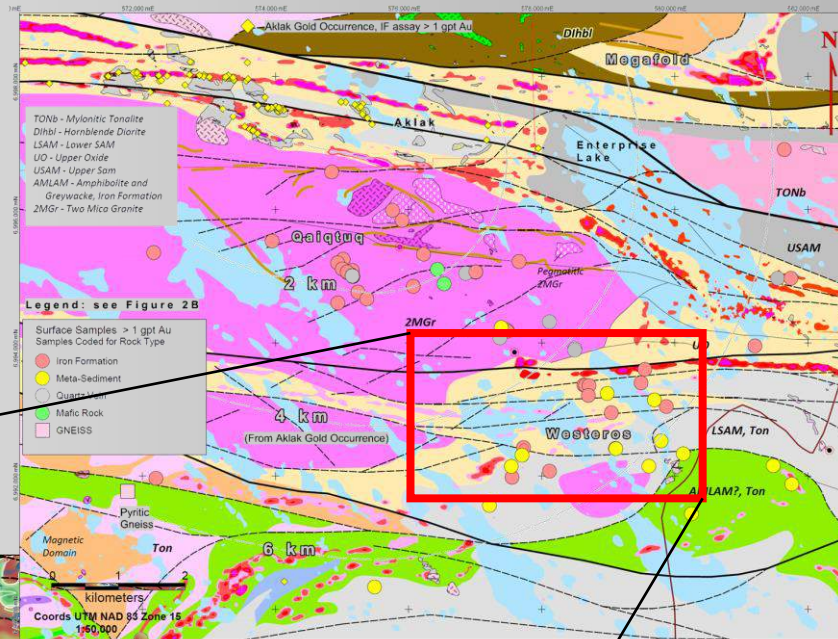 572,000 mE
574,000 mE
576,000 mE
578,000 mE
580,000 mE
Aklak Gold Occurrence, IF assay > 1 gpt Au
DIhbl
N
Megafold
TONb - Mylonitic Tonalite
DIhbl - Hornblende Diorite
LSAM - Lower SAM
UO - Upper Oxide
USAM - Upper Sam
AMLAM - Amphibolite and
Greywacke, Iron Formation
2MGr - Two Mica Granite
Aklak
Enterprise
Lake
TONb
USAM
Qaiqtuq
Pegmatitic
2MGr
2 km
Legend: see Figure 2B
2MGr
UO
Surface Samples > 1 gpt Au
Samples Coded for Rock Type
Iron Formation
Meta-Sediment
Quartz Vein
Mafic Rock
GNEISS
4 km
(From Aklak Gold Occurrence)
Westeros
LSAM, Ton
AMLAM?, Ton
Pyritic
Gneiss
Magnetic
Domain
Ton
6 km
0 1 2
kilometers
Coords UTM NAD 83 Zone 15
1:50,000